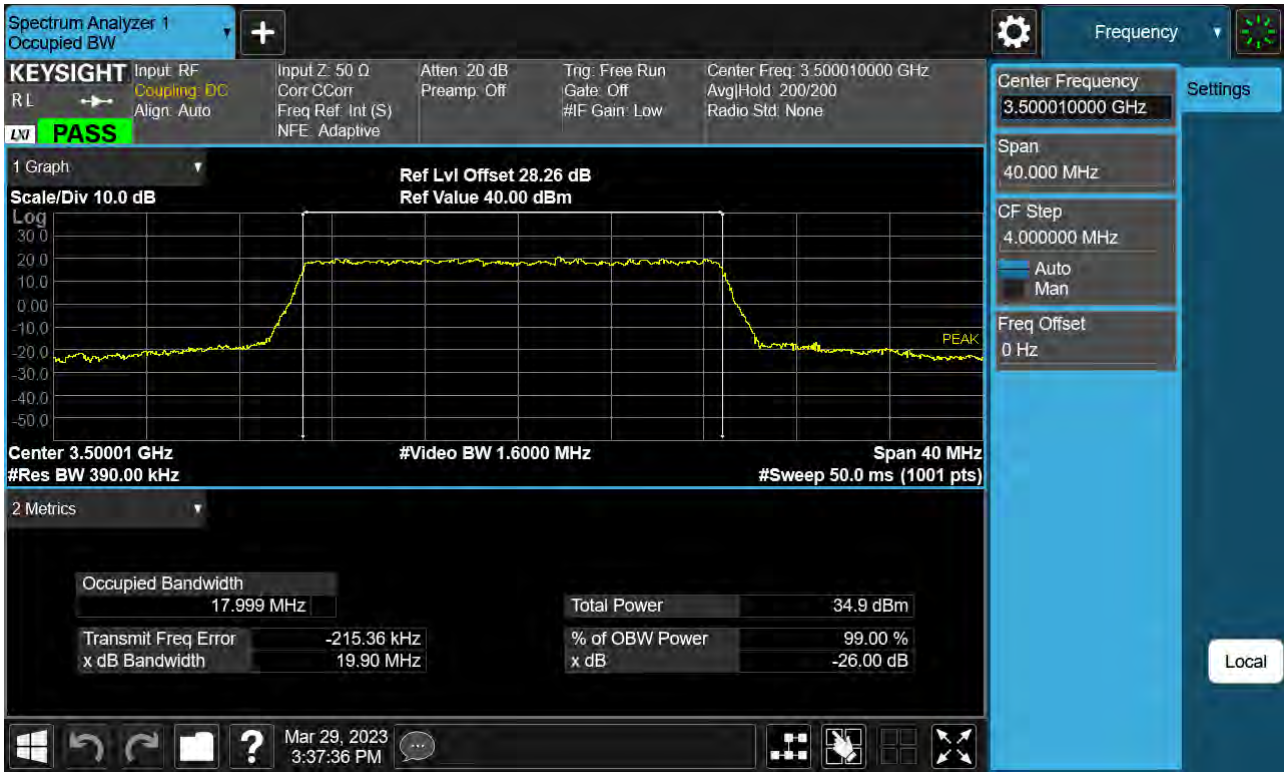 Spectrum Analyzer 1
Occupied BW
Frequency
KEYSIGHT
RL
LXI PASS
Input: RF
Coupling: DC
Align: Auto
Input Z: 50 Ω
Corr CCorr
Freq Ref: Int (S)
NFE: Adaptive
Atten: 20 dB
Preamp: Off
Trig: Free Run
Gate: Off
#IF Gain: Low
Center Freq: 3.500010000 GHz
Avg|Hold: 200/200
Radio Std: None
Center Frequency
3.500010000 GHz
Settings
Span
40.000 MHz
CF Step
4.000000 MHz
Auto
Man
Freq Offset
0 Hz
Local
1 Graph
Scale/Div 10.0 dB
Ref Lvl Offset 28.26 dB
Ref Value 40.00 dBm
Log
30.0
20.0
10.0
0.00
-10.0
-20.0
-30.0
-40.0
-50.0
PEAK
Center 3.50001 GHz
#Video BW 1.6000 MHz
Span 40 MHz
#Res BW 390.00 kHz
#Sweep 50.0 ms (1001 pts)
2 Metrics
Occupied Bandwidth
17.999 MHz
Total Power 34.9 dBm
Transmit Freq Error -215.36 kHz
% of OBW Power 99.00 %
x dB Bandwidth 19.90 MHz
x dB -26.00 dB
?
Mar 29, 2023
3:37:36 PM